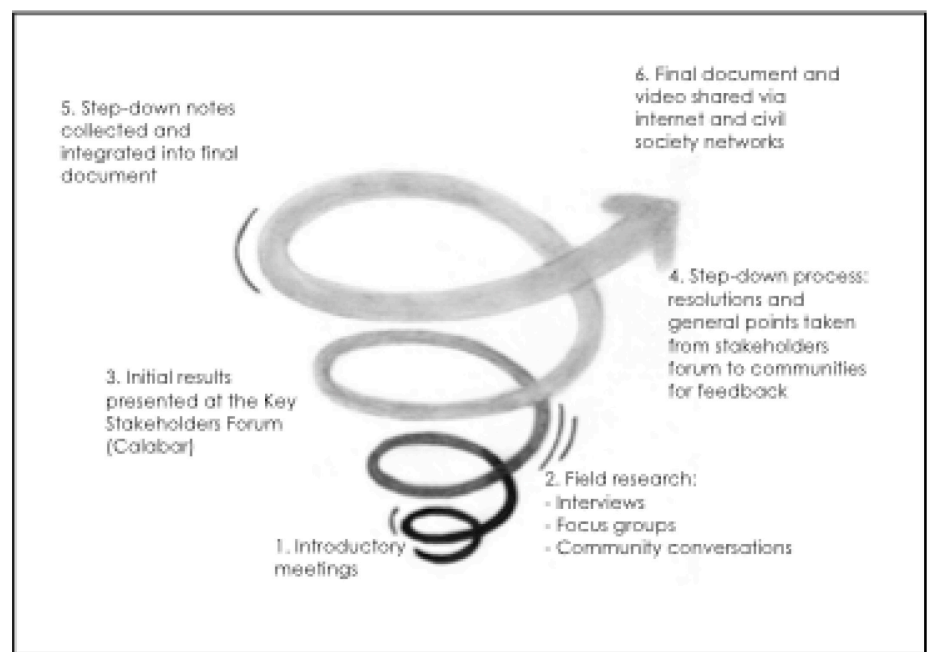 6. Final document and
video shared via
internet and civil
society networks
5. Step-down notes
collected and
integrated into final
document
4. Step-down process:
resolutions and
general points taken
from stakeholders
forum to communities
for feedback
3. Initial results
presented at the Key
Stakeholders Forum
(Calabar)
2. Field research:
- Interviews
- Focus groups
- Community conversations
1. Introductory
meetings